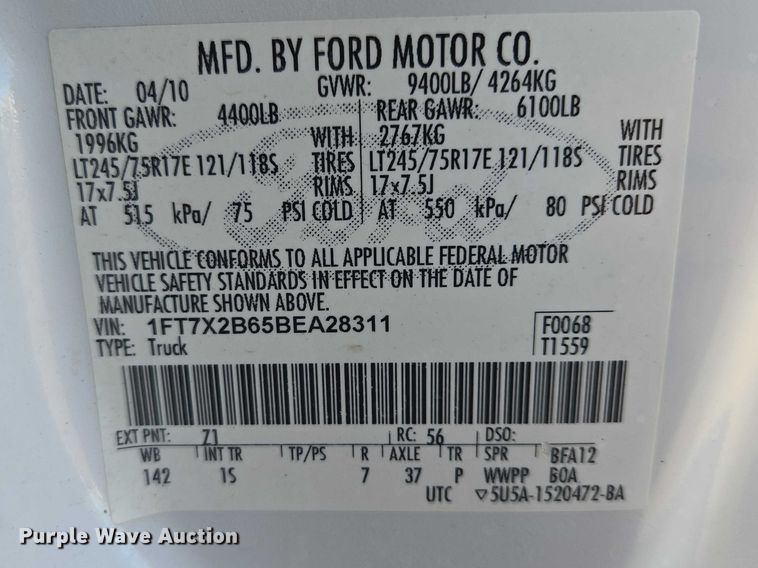 MFD. BY FORD MOTOR CO.
DATE: 04/10 GVWR: 9400LB/ 4264KG
FRONT GAWR: 4400LB REAR GAWR: 6100LB
1996KG WITH 2767KG WITH
LT245/75R17E 121/118S TIRES LT245/75R17E 121/118S TIRES
17x7.5J RIMS 17x7.5J RIMS
AT 515 kPa/ 75 PSI COLD AT 550 kPa/ 80 PSI COLD
Ford
THIS VEHICLE CONFORMS TO ALL APPLICABLE FEDERAL MOTOR
VEHICLE SAFETY STANDARDS IN EFFECT ON THE DATE OF
MANUFACTURE SHOWN ABOVE.
VIN: 1FT7X2B65BEA28311 F0068
TYPE: Truck T1559
EXT PNT: Z1 RC: 56 DSO:
WB INT TR TP/PS R AXLE TR SPR BFA12
142 1S 7 37 P WWPP BOA
UTC 5U5A-1520472-BA
Purple Wave Auction